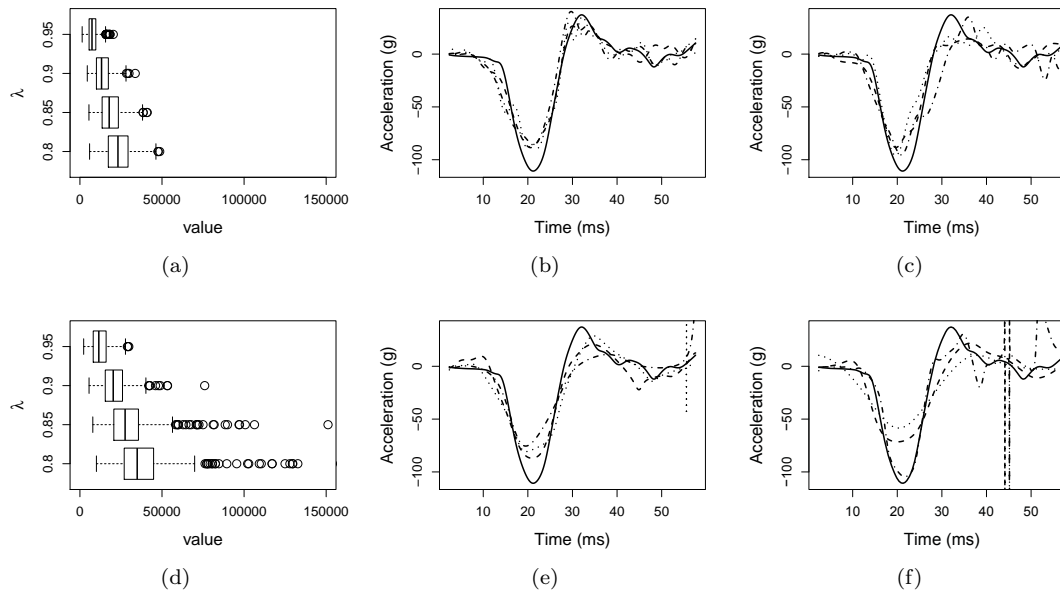 0.95
0.9
0.85
0.8
λ
0 50000 100000 150000
value
(a)
0
−50
−100
Acceleration (g)
10 20 30 40 50
Time (ms)
(b)
0
−50
−100
Acceleration (g)
10 20 30 40 50
Time (ms)
(c)
0.95
0.9
0.85
0.8
λ
0 50000 100000 150000
value
(d)
0
−50
−100
Acceleration (g)
10 20 30 40 50
Time (ms)
(e)
0
−50
−100
Acceleration (g)
10 20 30 40 50
Time (ms)
(f)